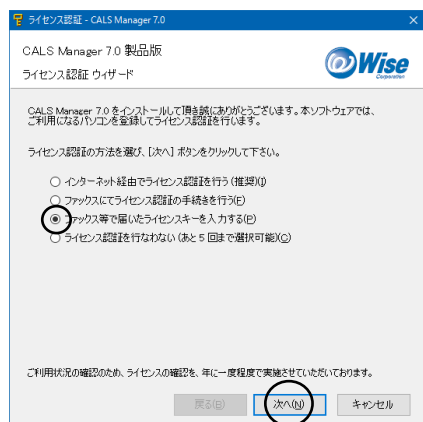 ライセンス認証 - CALS Manager 7.0
CALS Manager 7.0 製品版
ライセンス認証 ウィザード
Wise
Corporation
CALS Manager 7.0 をインストールして頂き誠にありがとうございます。本ソフトウェアでは、
ご利用になるパソコンを登録してライセンス認証を行います。
ライセンス認証の方法を選び、[次へ] ボタンをクリックして下さい。
インターネット経由でライセンス認証を行う (推奨)(I)
ファックスにてライセンス認証の手続きを行う(F)
ファックス等で届いたライセンスキーを入力する(P)
ライセンス認証を行なわない (あと 5 回まで選択可能)(C)
ご利用状況の確認のため、ライセンスの確認を、年に一度程度で実施させていただいております。
戻る(B) 次へ(N) キャンセル